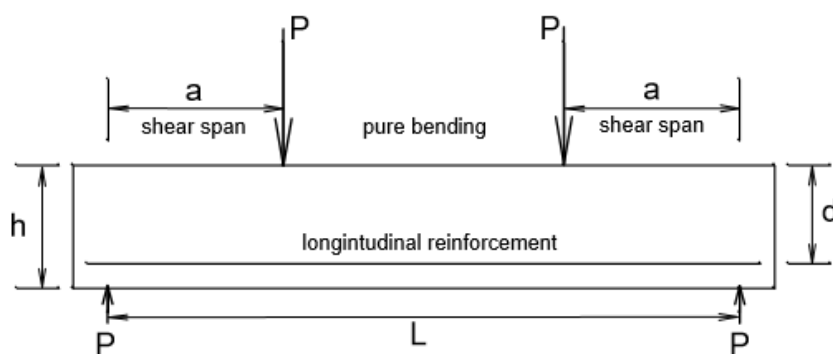 P P
a a
shear span pure bending shear span
h d
longintudinal reinforcement
P L P